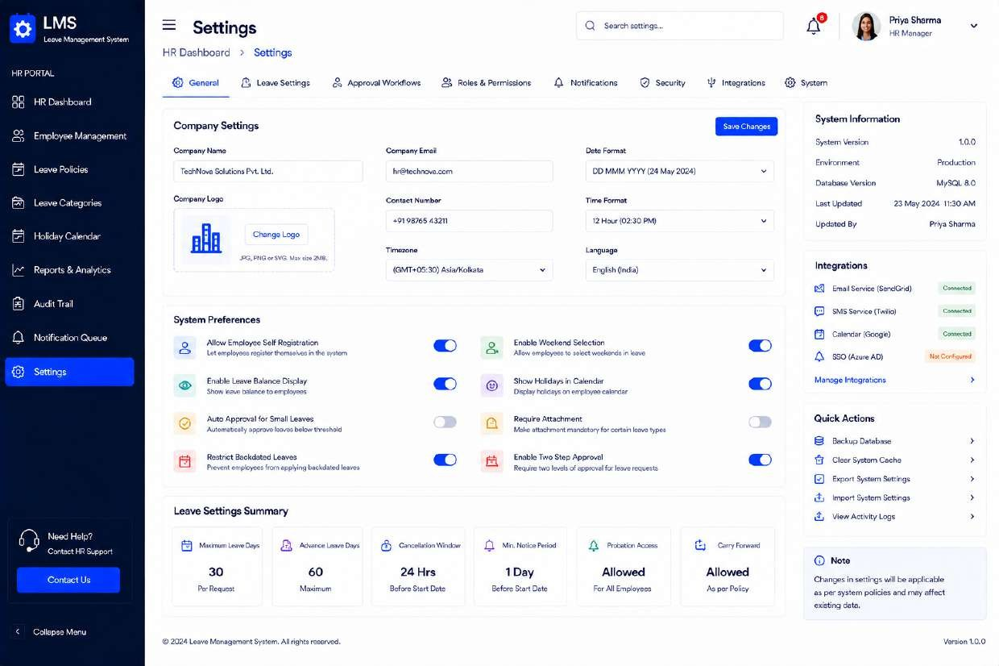 LMS
Leave Management System
HR PORTAL
HR Dashboard
Employee Management
Leave Policies
Leave Categories
Holiday Calendar
Reports & Analytics
Audit Trail
Notification Queue
Settings
Need Help?
Contact HR Support
Contact Us
Collapse Menu
Settings
Search settings...
8
Priya Sharma
HR Manager
HR Dashboard > Settings
General
Leave Settings
Approval Workflows
Roles & Permissions
Notifications
Security
Integrations
System
Company Settings
Save Changes
Company Name
TechNova Solutions Pvt. Ltd.
Company Email
hr@technova.com
Date Format
DD MMM YYYY (24 May 2024)
Company Logo
Change Logo
JPG, PNG or SVG. Max size 2MB.
Contact Number
+91 98765 43211
Time Format
12 Hour (02:30 PM)
Timezone
(GMT+05:30) Asia/Kolkata
Language
English (India)
System Preferences
Allow Employee Self Registration
Let employees register themselves in the system
Enable Weekend Selection
Allow employees to select weekends in leave
Enable Leave Balance Display
Show leave balance to employees
Show Holidays in Calendar
Display holidays on employee calendar
Auto Approval for Small Leaves
Automatically approve leaves below threshold
Require Attachment
Make attachment mandatory for certain leave types
Restrict Backdated Leaves
Prevent employees from applying backdated leaves
Enable Two Step Approval
Require two levels of approval for leave requests
Leave Settings Summary
Maximum Leave Days
30
Per Request
Advance Leave Days
60
Maximum
Cancellation Window
24 Hrs
Before Start Date
Min. Notice Period
1 Day
Before Start Date
Probation Access
Allowed
For All Employees
Carry Forward
Allowed
As per Policy
System Information
System Version 1.0.0
Environment Production
Database Version MySQL 8.0
Last Updated 23 May 2024 11:30 AM
Updated By Priya Sharma
Integrations
Email Service (SendGrid) Connected
SMS Service (Twilio) Connected
Calendar (Google) Connected
SSO (Azure AD) Not Configured
Manage Integrations
Quick Actions
Backup Database
Clear System Cache
Export System Settings
Import System Settings
View Activity Logs
Note
Changes in settings will be applicable
as per system policies and may affect
existing data.
© 2024 Leave Management System. All rights reserved.
Version 1.0.0